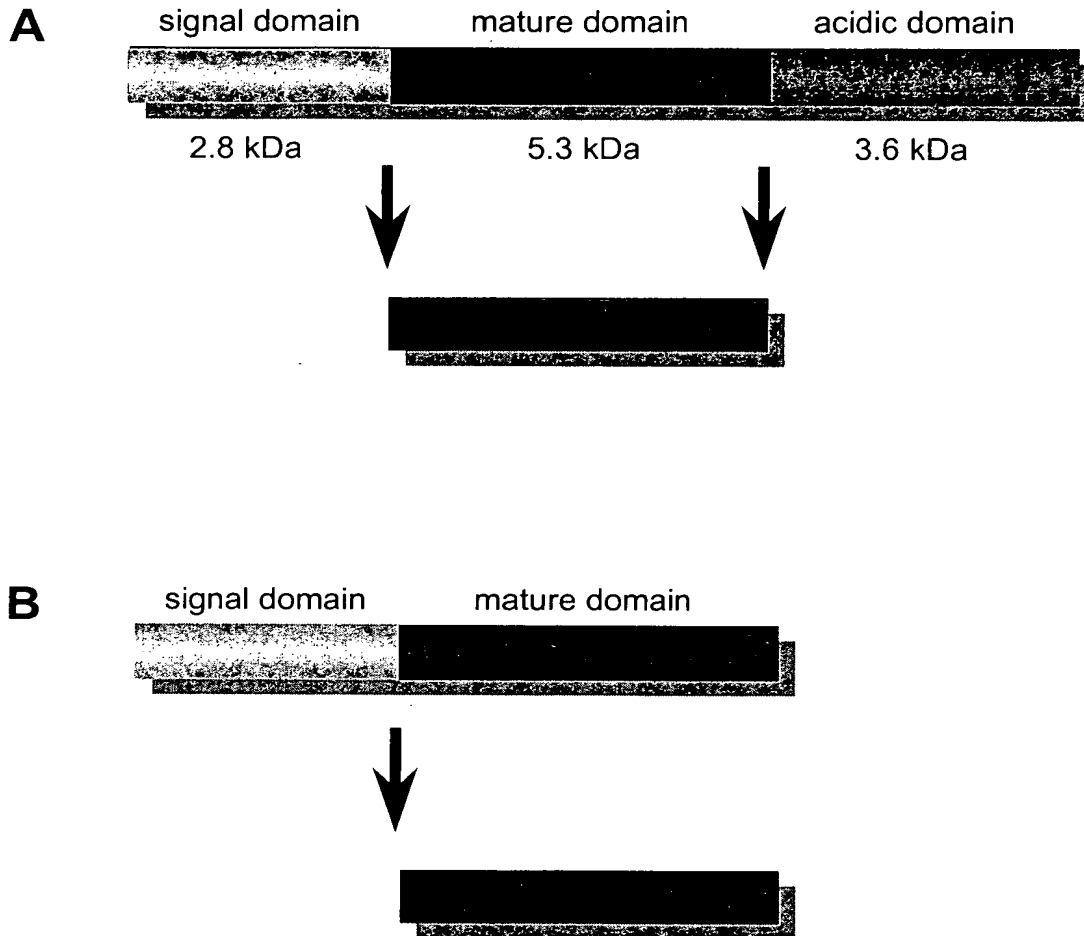 A
signal domain mature domain acidic domain
2.8 kDa 5.3 kDa 3.6 kDa
B
signal domain mature domain